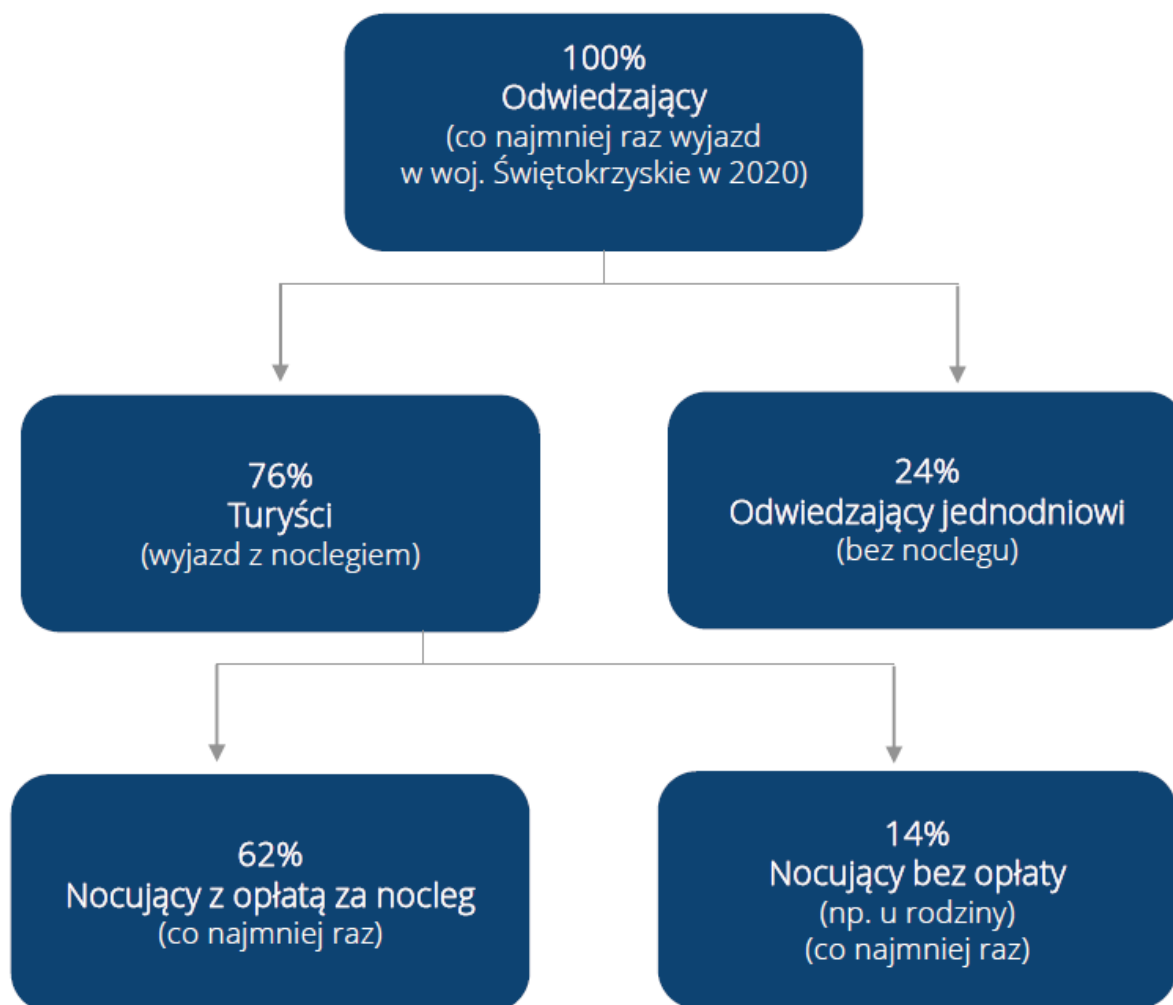 100%
Odwiedzający
(co najmniej raz wyjazd
w woj. Świętokrzyskie w 2020)
76%
Turyści
(wyjazd z noclegiem)
24%
Odwiedzający jednodniowi
(bez noclegu)
62%
Nocujący z opłatą za nocleg
(co najmniej raz)
14%
Nocujący bez opłaty
(np. u rodziny)
(co najmniej raz)